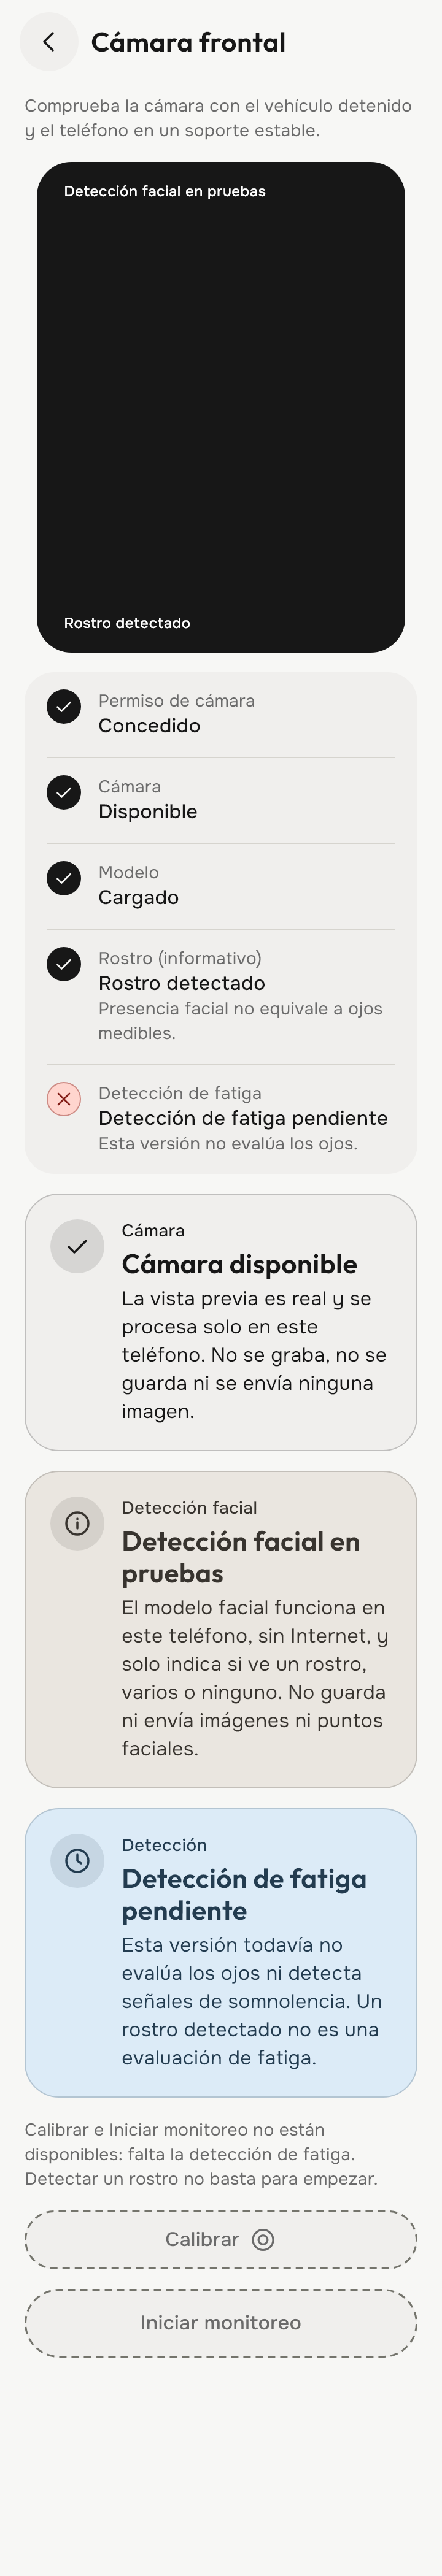 Cámara frontal
Comprueba la cámara con el vehículo detenido
y el teléfono en un soporte estable.
Detección facial en pruebas
Rostro detectado
Permiso de cámara
Concedido
Cámara
Disponible
Modelo
Cargado
Rostro (informativo)
Rostro detectado
Presencia facial no equivale a ojos
medibles.
Detección de fatiga
Detección de fatiga pendiente
Esta versión no evalúa los ojos.
Cámara
Cámara disponible
La vista previa es real y se
procesa solo en este
teléfono. No se graba, no se
guarda ni se envía ninguna
imagen.
Detección facial
Detección facial en
pruebas
El modelo facial funciona en
este teléfono, sin Internet, y
solo indica si ve un rostro,
varios o ninguno. No guarda
ni envía imágenes ni puntos
faciales.
Detección
Detección de fatiga
pendiente
Esta versión todavía no
evalúa los ojos ni detecta
señales de somnolencia. Un
rostro detectado no es una
evaluación de fatiga.
Calibrar e Iniciar monitoreo no están
disponibles: falta la detección de fatiga.
Detectar un rostro no basta para empezar.
Calibrar
Iniciar monitoreo